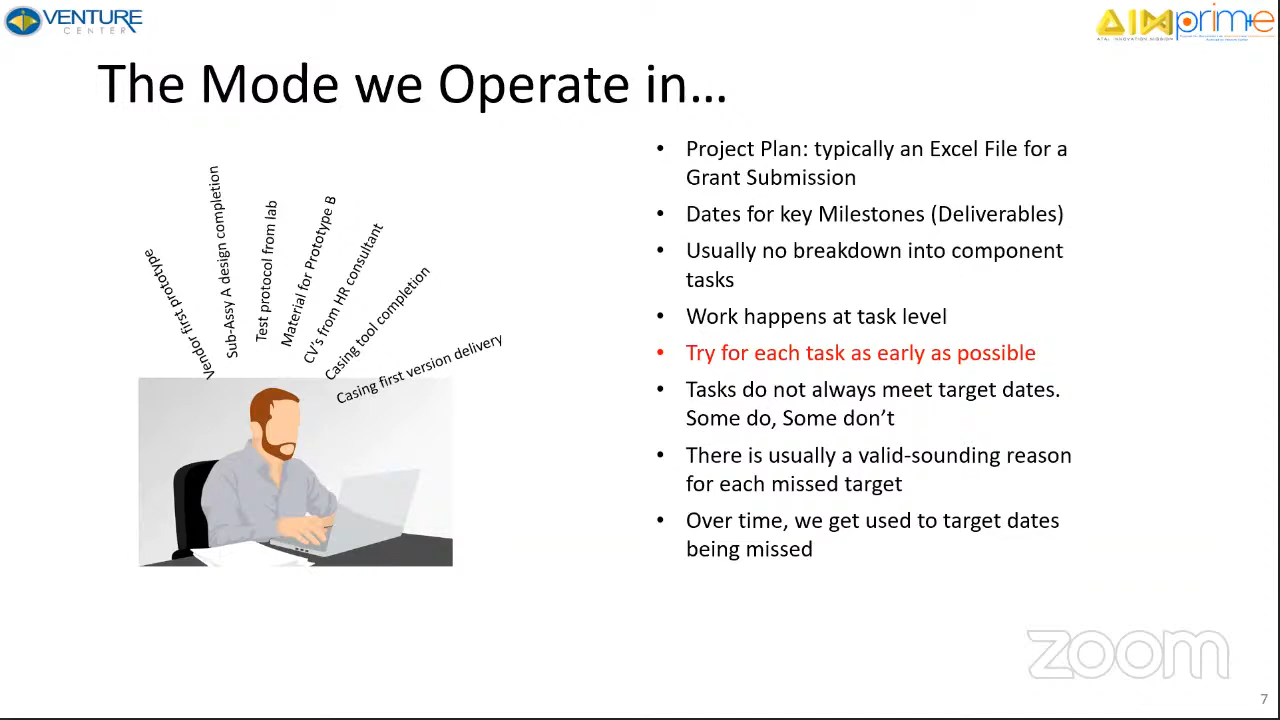 VENTURE
CENTER
AIM
ATAL INNOVATION MISSION
prime
The Mode we Operate in…
Vendor first prototype
Sub-Assy A design completion
Test protocol from lab
Material for Prototype B
CV's from HR consultant
Casing tool completion
Casing first version delivery
• Project Plan: typically an Excel File for a
Grant Submission
• Dates for key Milestones (Deliverables)
• Usually no breakdown into component
tasks
• Work happens at task level
• Try for each task as early as possible
• Tasks do not always meet target dates.
Some do, Some don’t
• There is usually a valid-sounding reason
for each missed target
• Over time, we get used to target dates
being missed
zoom
7